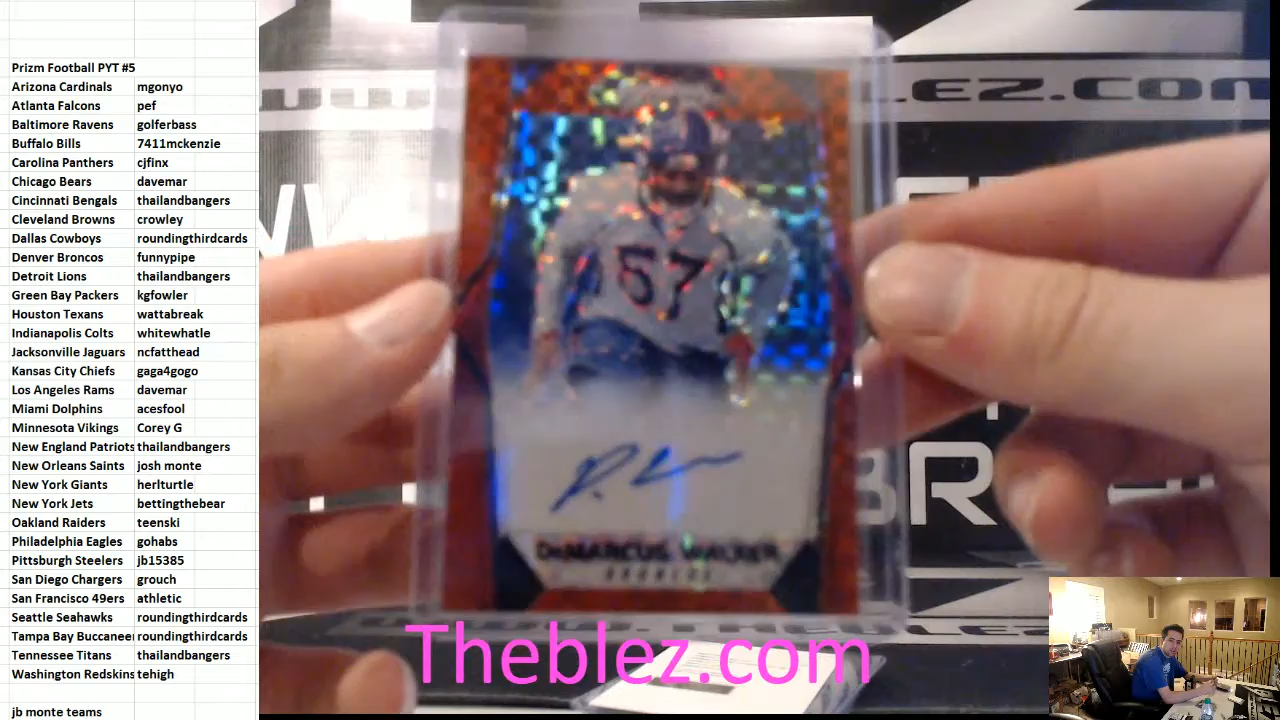 Prizm Football PYT #5
Arizona Cardinals mgonyo
Atlanta Falcons pef
Baltimore Ravens golferbass
Buffalo Bills 7411mckenzie
Carolina Panthers cjfinx
Chicago Bears davemar
Cincinnati Bengals thailandbangers
Cleveland Browns crowley
Dallas Cowboys roundingthirdcards
Denver Broncos funnypipe
Detroit Lions thailandbangers
Green Bay Packers kgfowler
Houston Texans wattabreak
Indianapolis Colts whitewhatle
Jacksonville Jaguars ncfatthead
Kansas City Chiefs gaga4gogo
Los Angeles Rams davemar
Miami Dolphins acesfool
Minnesota Vikings Corey G
New England Patriots thailandbangers
New Orleans Saints josh monte
New York Giants herlturtle
New York Jets bettingthebear
Oakland Raiders teenski
Philadelphia Eagles gohabs
Pittsburgh Steelers jb15385
San Diego Chargers grouch
San Francisco 49ers athletic
Seattle Seahawks roundingthirdcards
Tampa Bay Buccaneer roundingthirdcards
Tennessee Titans thailandbangers
Washington Redskins tehigh
jb monte teams
LEZ.COM
57
DeMARCUS WALKER
BRONCOS
Theblez.com